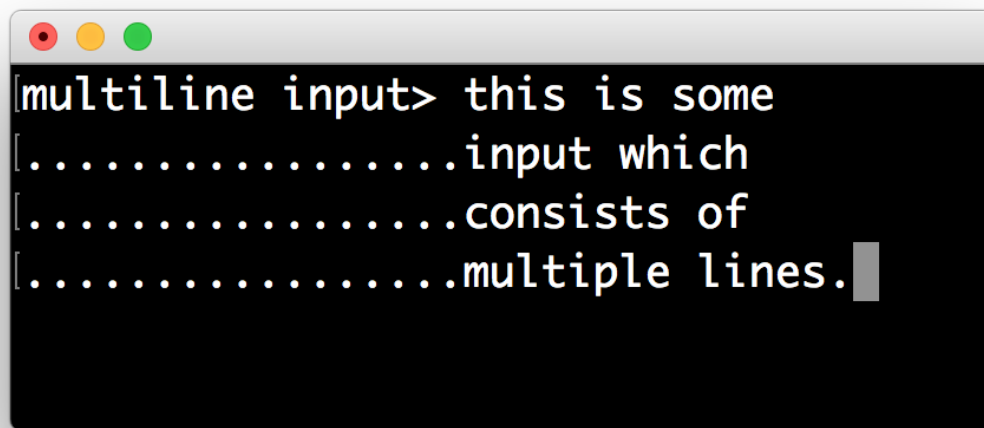 multiline input> this is some
.................input which
.................consists of
.................multiple lines.